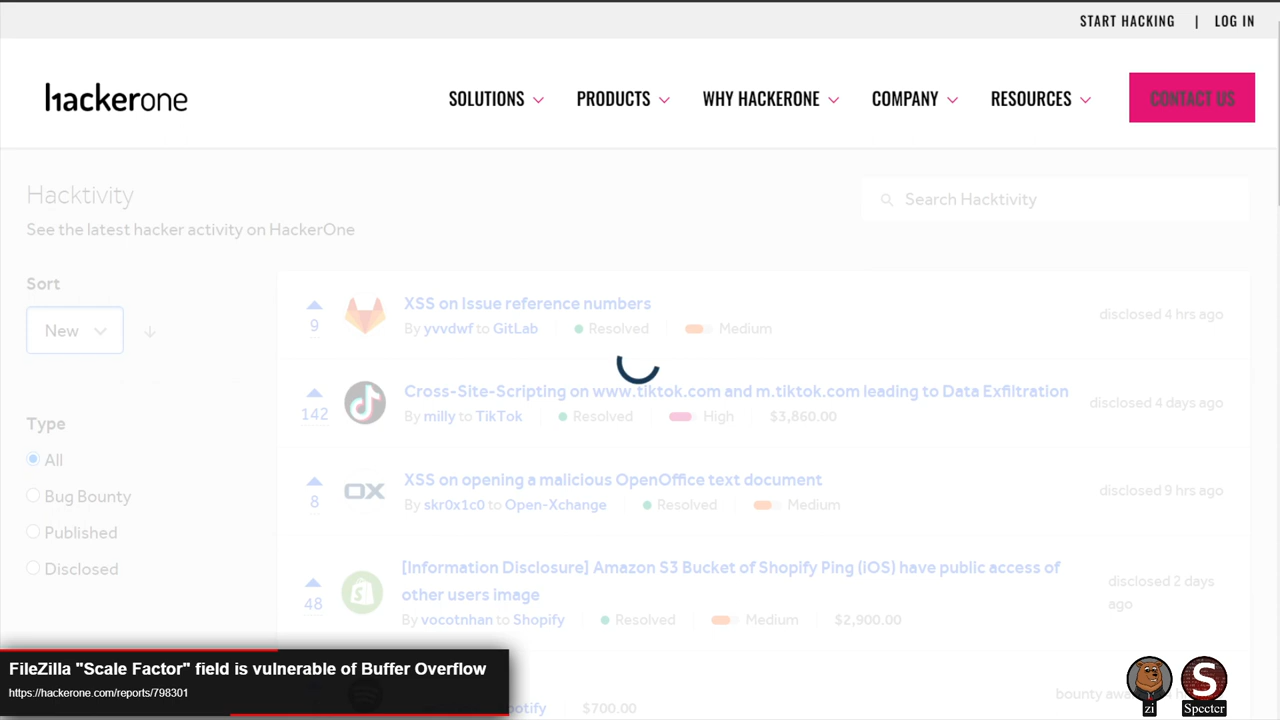 START HACKING | LOG IN
hackerone
SOLUTIONS PRODUCTS WHY HACKERONE COMPANY RESOURCES CONTACT US
Hacktivity
Search Hacktivity
See the latest hacker activity on HackerOne
Sort
New
Type
All
Bug Bounty
Published
Disclosed
9
XSS on Issue reference numbers
By yvvdwf to GitLab Resolved Medium
disclosed 4 hrs ago
142
Cross-Site-Scripting on www.tiktok.com and m.tiktok.com leading to Data Exfiltration
By milly to TikTok Resolved High $3,860.00
disclosed 4 days ago
8
OX
XSS on opening a malicious OpenOffice text document
By skr0x1c0 to Open-Xchange Resolved Medium
disclosed 9 hrs ago
48
[Information Disclosure] Amazon S3 Bucket of Shopify Ping (iOS) have public access of
other users image
By vocotnhan to Shopify Resolved Medium $2,900.00
disclosed 2 days
ago
$700.00
FileZilla "Scale Factor" field is vulnerable of Buffer Overflow
https://hackerone.com/reports/798301
zi
S
Specter